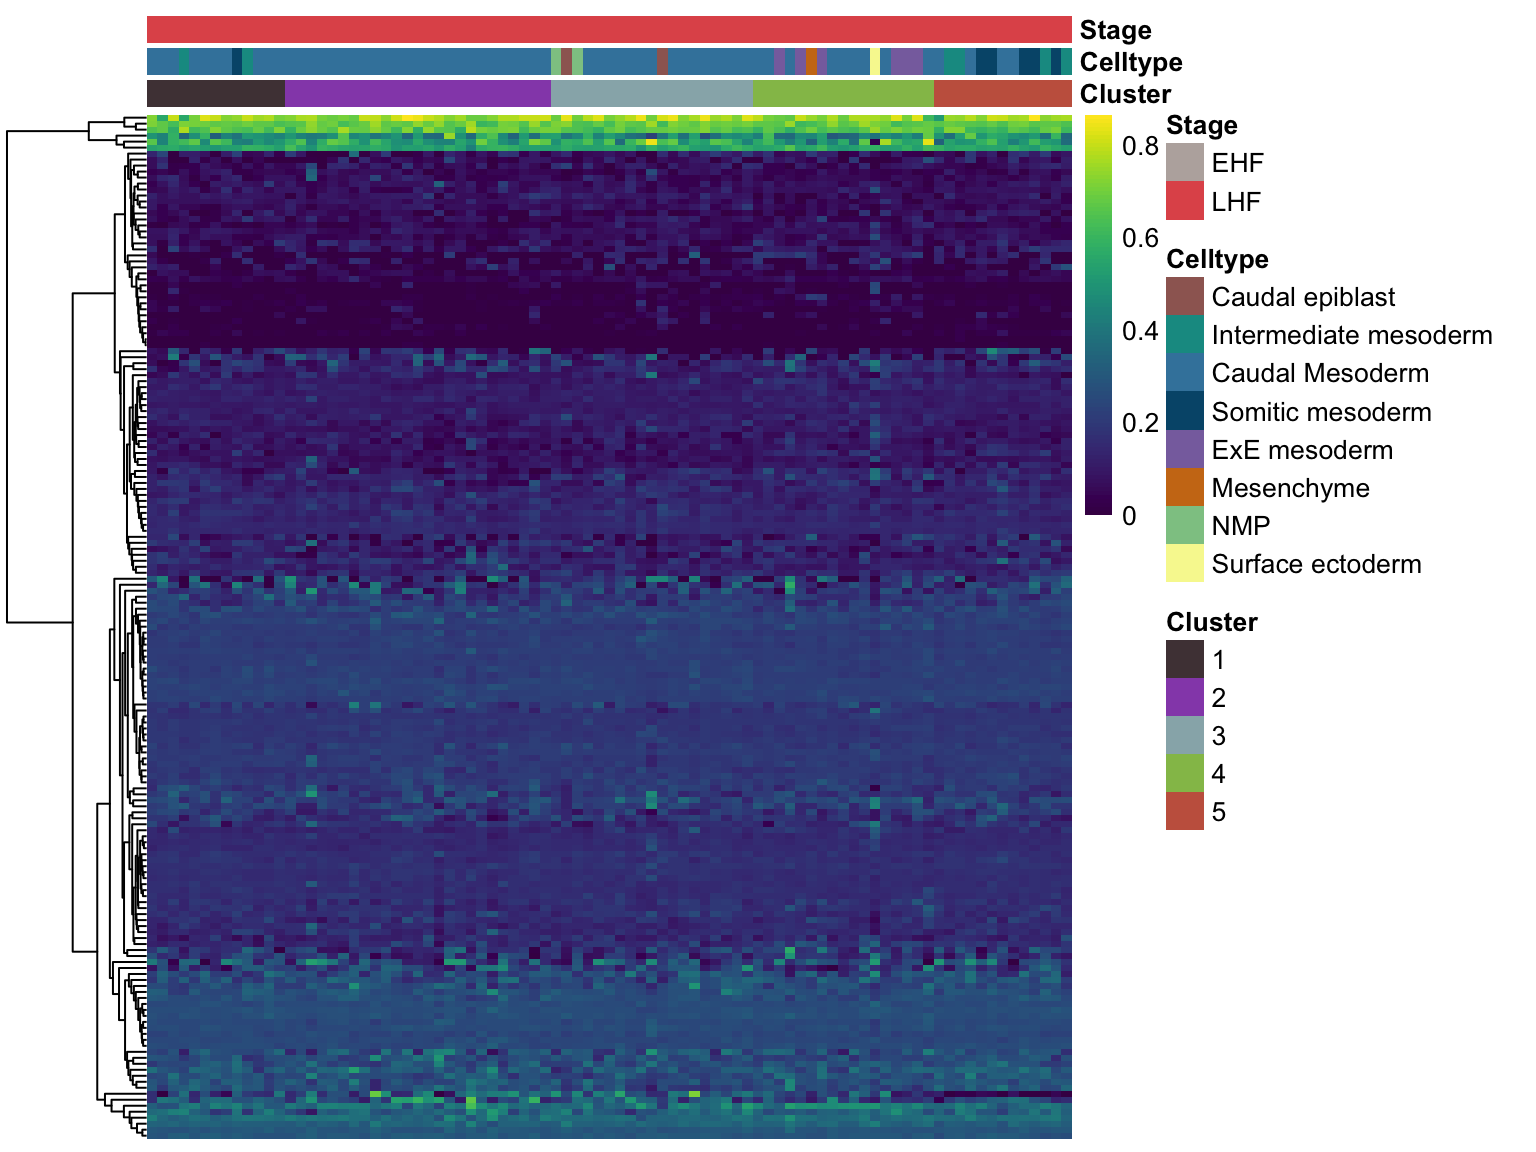 Stage
Celltype
Cluster
0.8
0.6
0.4
0.2
0
Stage
EHF
LHF
Celltype
Caudal epiblast
Intermediate mesoderm
Caudal Mesoderm
Somitic mesoderm
ExE mesoderm
Mesenchyme
NMP
Surface ectoderm
Cluster
1
2
3
4
5